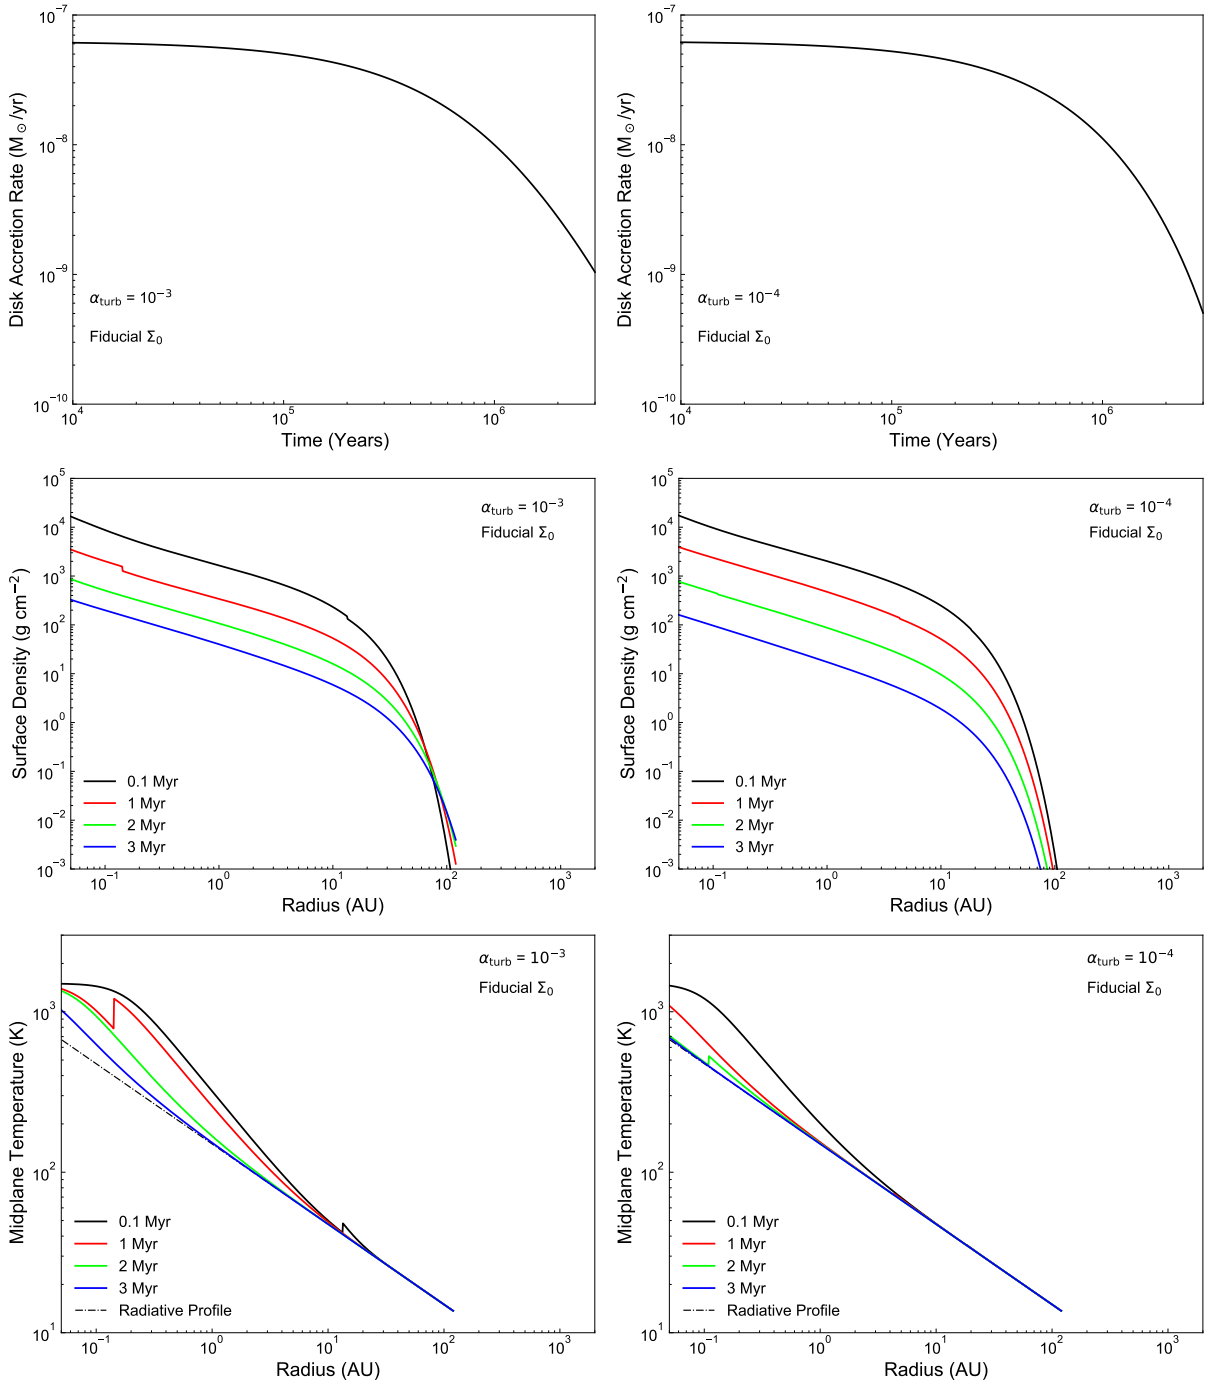 10⁻⁷
10⁻⁸
10⁻⁹
10⁻¹⁰
Disk Accretion Rate (M⊙/yr)
α_turb = 10⁻³
Fiducial Σ₀
10⁴
10⁵
10⁶
Time (Years)
10⁻⁷
10⁻⁸
10⁻⁹
10⁻¹⁰
Disk Accretion Rate (M⊙/yr)
α_turb = 10⁻⁴
Fiducial Σ₀
10⁴
10⁵
10⁶
Time (Years)
10⁵
10⁴
10³
10²
10¹
10⁰
10⁻¹
10⁻²
10⁻³
Surface Density (g cm⁻²)
α_turb = 10⁻³
Fiducial Σ₀
0.1 Myr
1 Myr
2 Myr
3 Myr
10⁻¹
10⁰
10¹
10²
10³
Radius (AU)
10⁵
10⁴
10³
10²
10¹
10⁰
10⁻¹
10⁻²
10⁻³
Surface Density (g cm⁻²)
α_turb = 10⁻⁴
Fiducial Σ₀
0.1 Myr
1 Myr
2 Myr
3 Myr
10⁻¹
10⁰
10¹
10²
10³
Radius (AU)
10³
10²
10¹
Midplane Temperature (K)
α_turb = 10⁻³
Fiducial Σ₀
0.1 Myr
1 Myr
2 Myr
3 Myr
Radiative Profile
10⁻¹
10⁰
10¹
10²
10³
Radius (AU)
10³
10²
10¹
Midplane Temperature (K)
α_turb = 10⁻⁴
Fiducial Σ₀
0.1 Myr
1 Myr
2 Myr
3 Myr
Radiative Profile
10⁻¹
10⁰
10¹
10²
10³
Radius (AU)